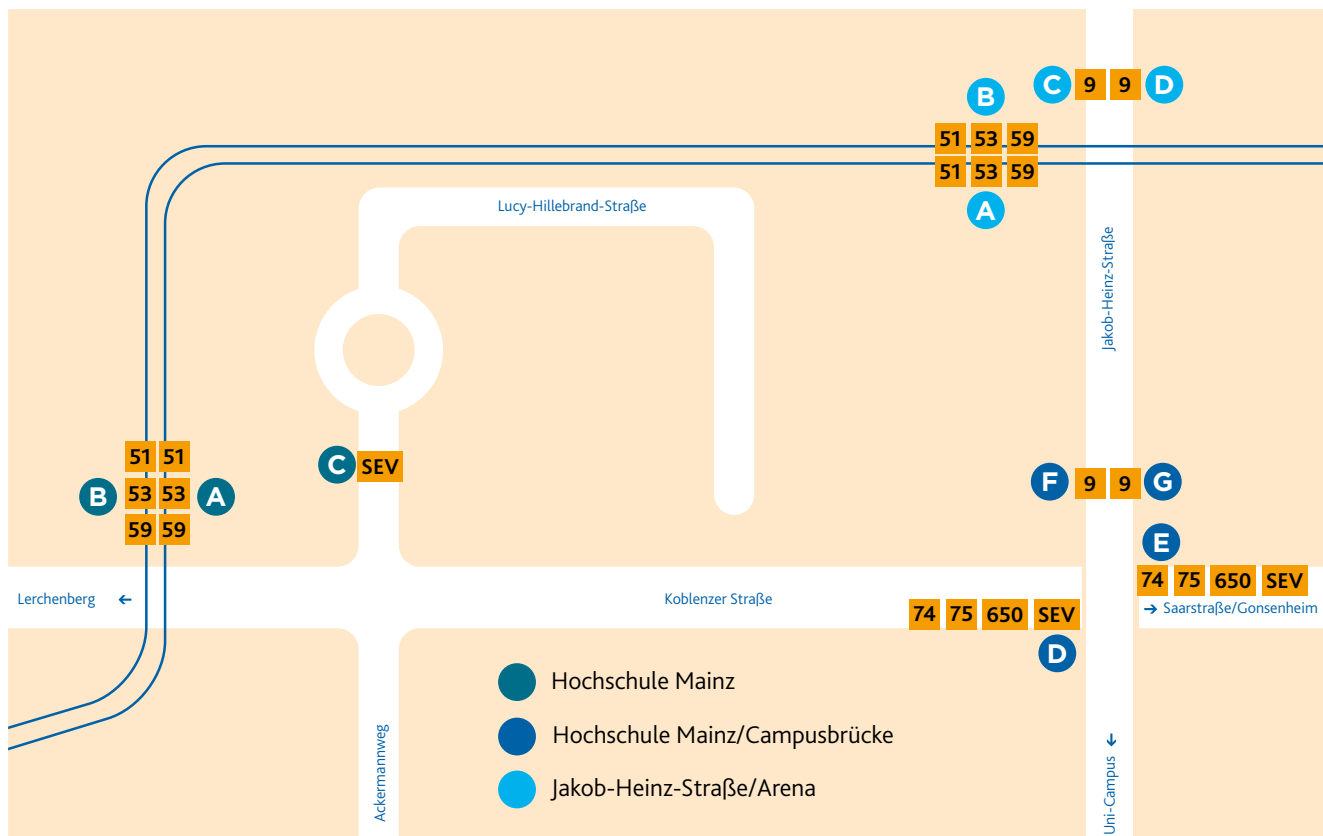 C 9 9 D
B
51 53 59
51 53 59
A
Lucy-Hillebrand-Straße
Jakob-Heinz-Straße
51 51
B 53 53 A
59 59
C SEV
F 9 9 G
E
74 75 650 SEV
Lerchenberg ←
Koblenzer Straße
→ Saarstraße/Gonsenheim
74 75 650 SEV
D
Hochschule Mainz
Hochschule Mainz/Campusbrücke
Jakob-Heinz-Straße/Arena
Ackermannweg
Uni-Campus ←